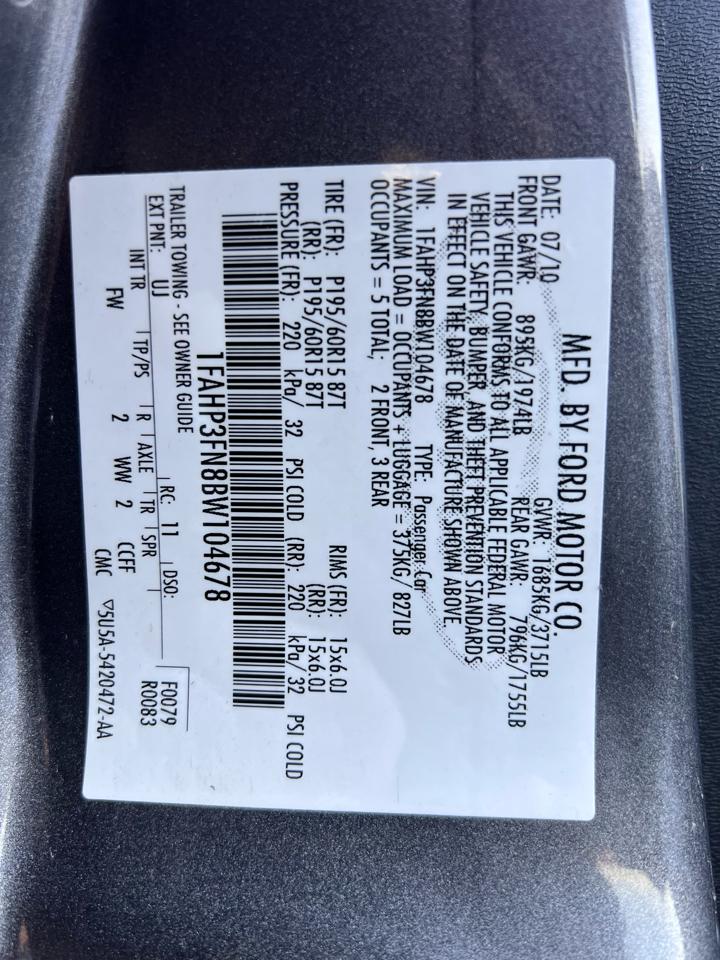 MFD. BY FORD MOTOR CO.
DATE: 07/10 GVWR: 1685KG/3715LB
FRONT GAWR: 895KG/1974LB REAR GAWR: 796KG/1755LB
THIS VEHICLE CONFORMS TO ALL APPLICABLE FEDERAL MOTOR
VEHICLE SAFETY, BUMPER, AND THEFT PREVENTION STANDARDS
IN EFFECT ON THE DATE OF MANUFACTURE SHOWN ABOVE.
VIN: 1FAHP3FN8BW104678 TYPE: Passenger Car
MAXIMUM LOAD = OCCUPANTS + LUGGAGE = 375KG/ 827LB
OCCUPANTS = 5 TOTAL; 2 FRONT, 3 REAR
TIRE (FR): P195/60R15 87T RIMS (FR): 15x6.0J
(RR): P195/60R15 87T (RR): 15x6.0J
PRESSURE (FR): 220 kPa/ 32 PSI COLD (RR): 220 kPa/ 32 PSI COLD
1FAHP3FN8BW104678
TRAILER TOWING - SEE OWNER GUIDE F0079
EXT PNT: UJ RC: 11 DSO: R0083
INT TR TP/PS R AXLE TR SPR
FW 2 WW 2 CCFF
CMC ▽5U5A-5420472-AA